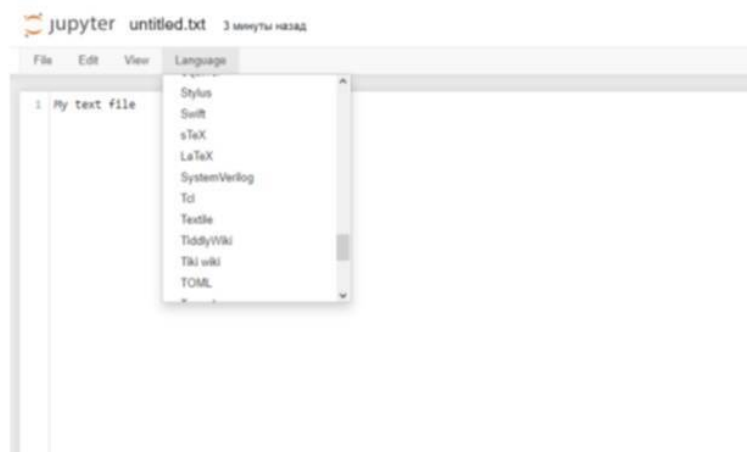 jupyter untitled.txt 3 минуты назад
File Edit View Language
1 My text file
Stylus
Swift
sTeX
LaTeX
SystemVerilog
Tcl
Textile
TiddlyWiki
Tiki wiki
TOML